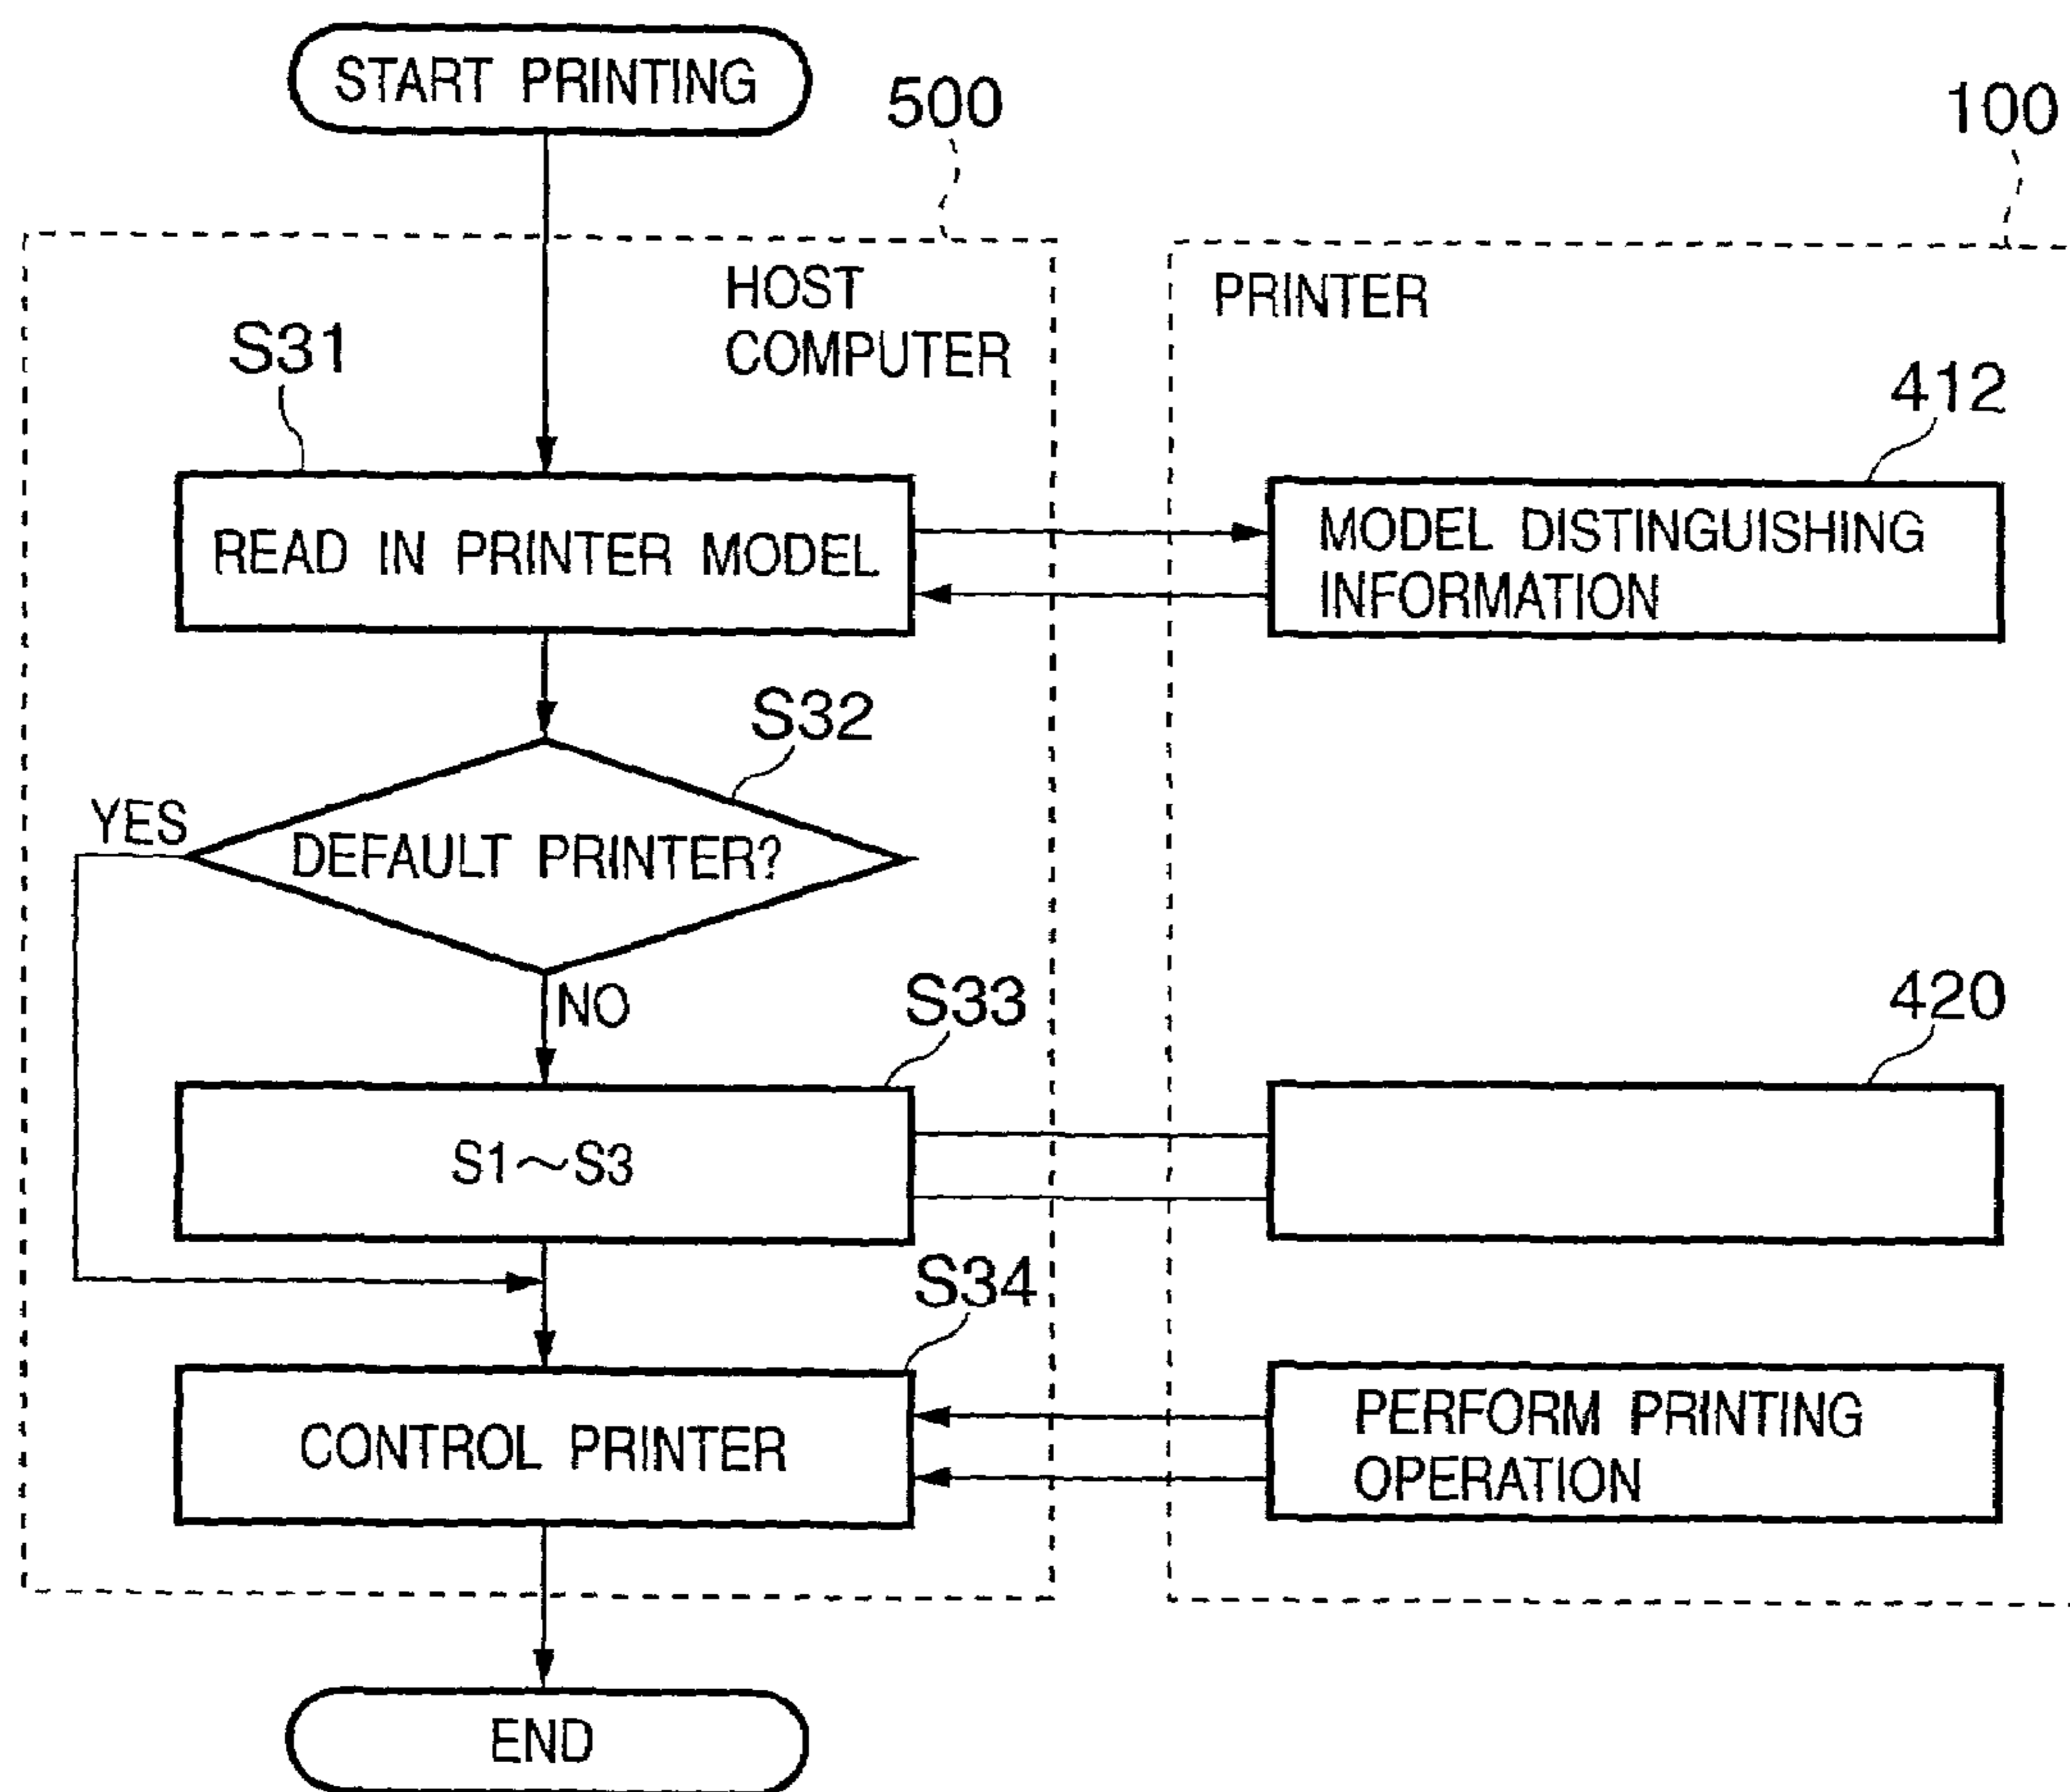 START PRINTING
500
100
HOST
COMPUTER
PRINTER
S31
412
READ IN PRINTER MODEL
MODEL DISTINGUISHING
INFORMATION
S32
YES
DEFAULT PRINTER?
NO
S33
420
S1~S3
S34
CONTROL PRINTER
PERFORM PRINTING
OPERATION
END